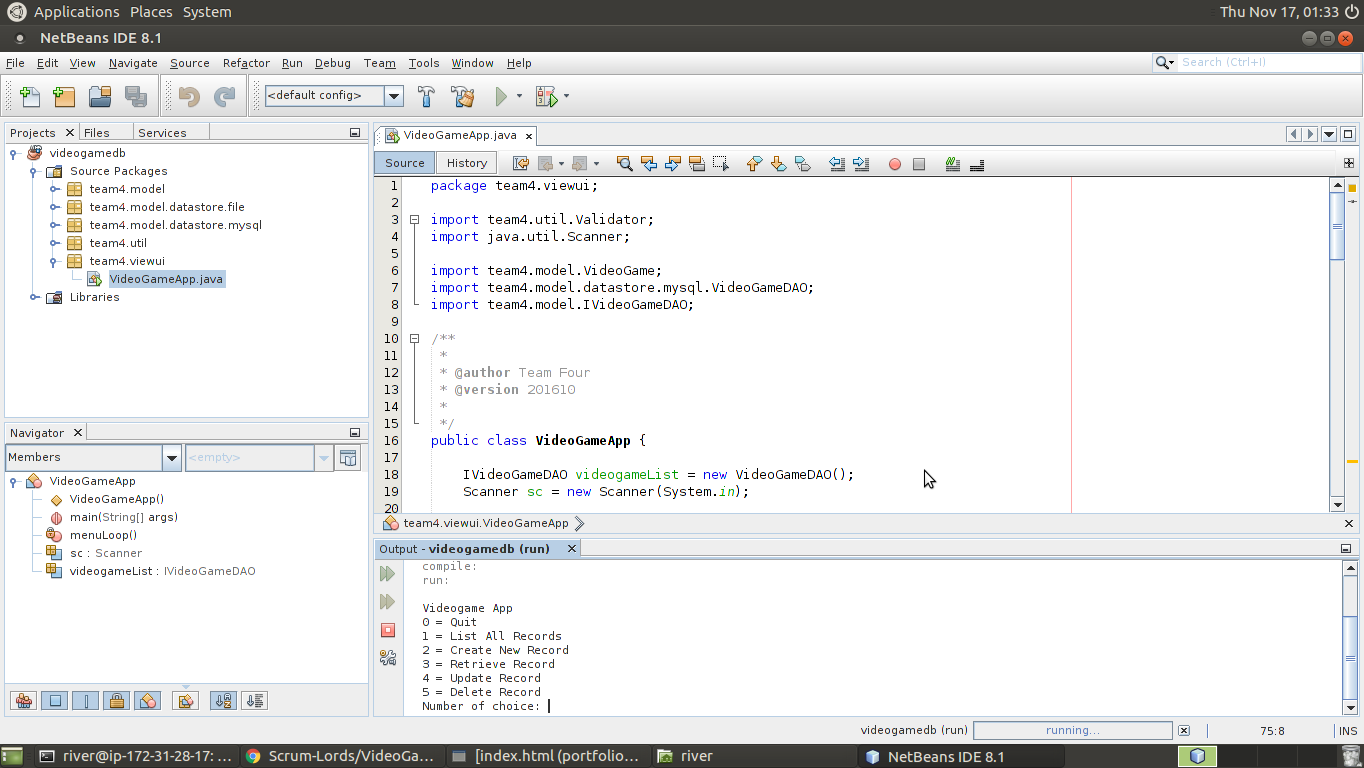 Applications Places System Thu Nov 17, 01:33
NetBeans IDE 8.1
File Edit View Navigate Source Refactor Run Debug Team Tools Window Help Search (Ctrl+I)
<default config>
Projects Files Services
videogamedb
Source Packages
team4.model
team4.model.datastore.file
team4.model.datastore.mysql
team4.util
team4.viewui
VideoGameApp.java
Libraries
Navigator
Members <empty>
VideoGameApp
VideoGameApp()
main(String[] args)
menuLoop()
sc : Scanner
videogameList : IVideoGameDAO
VideoGameApp.java
Source History
1 package team4.viewui;
2
3 import team4.util.Validator;
4 import java.util.Scanner;
5
6 import team4.model.VideoGame;
7 import team4.model.datastore.mysql.VideoGameDAO;
8 import team4.model.IVideoGameDAO;
9
10 /**
11 *
12 * @author Team Four
13 * @version 201610
14 *
15 */
16 public class VideoGameApp {
17
18 IVideoGameDAO videogameList = new VideoGameDAO();
19 Scanner sc = new Scanner(System.in);
20
team4.viewui.VideoGameApp
Output - videogamedb (run)
compile:
run:
Videogame App
0 = Quit
1 = List All Records
2 = Create New Record
3 = Retrieve Record
4 = Update Record
5 = Delete Record
Number of choice:
videogamedb (run) running... 75:8 INS
river@ip-172-31-28-17: ... Scrum-Lords/VideoGa... [index.html (portfolio... river NetBeans IDE 8.1